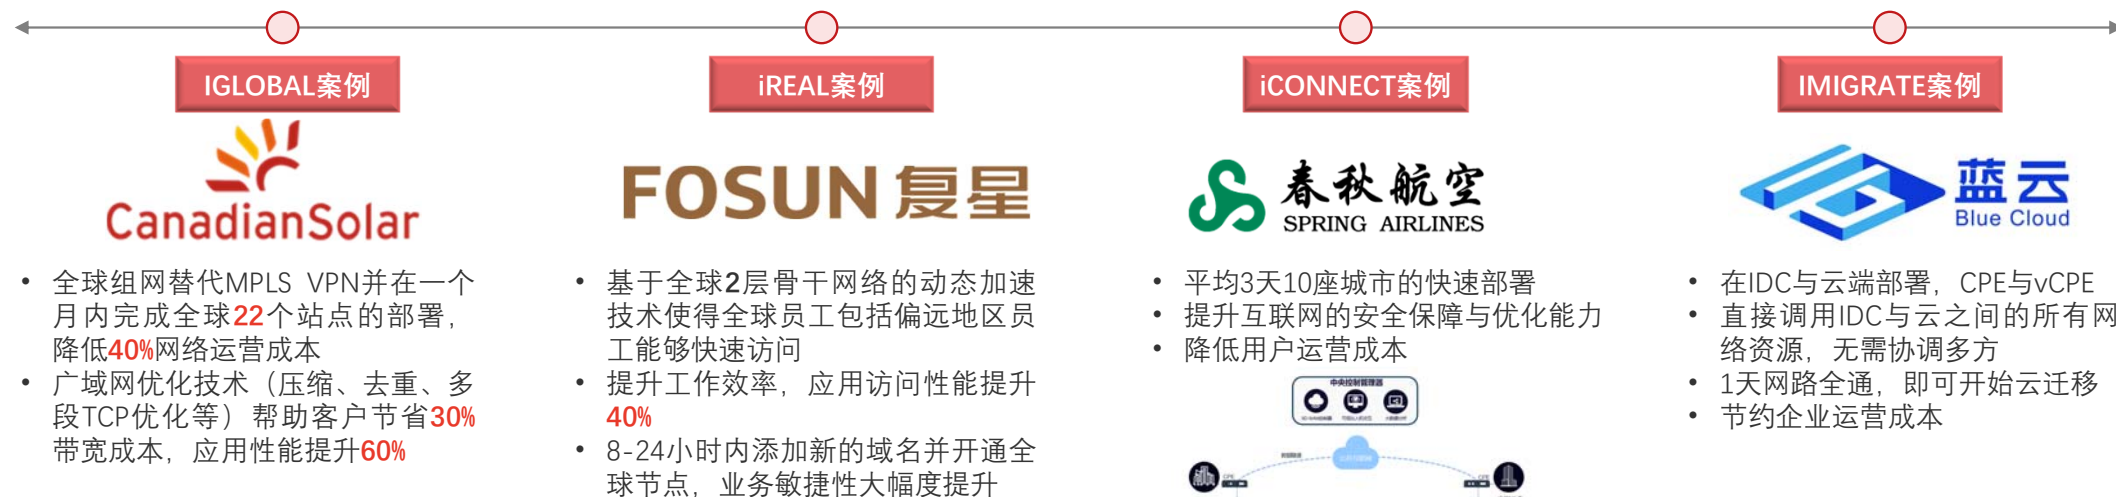 IGLOBAL案例
CanadianSolar
• 全球组网替代MPLS VPN并在一个
月内完成全球22个站点的部署，
降低40%网络运营成本
• 广域网优化技术（压缩、去重、多
段TCP优化等）帮助客户节省30%
带宽成本，应用性能提升60%
iREAL案例
FOSUN 复星
• 基于全球2层骨干网络的动态加速
技术使得全球员工包括偏远地区员
工能够快速访问
• 提升工作效率，应用访问性能提升
40%
• 8-24小时内添加新的域名并开通全
球节点，业务敏捷性大幅度提升
iCONNECT案例
春秋航空
SPRING AIRLINES
• 平均3天10座城市的快速部署
• 提升互联网的安全保障与优化能力
• 降低用户运营成本
中央控制管理器
CPE
CPE
IMIGRATE案例
蓝云
Blue Cloud
• 在IDC与云端部署，CPE与vCPE
• 直接调用IDC与云之间的所有网
络资源，无需协调多方
• 1天网路全通，即可开始云迁移
• 节约企业运营成本